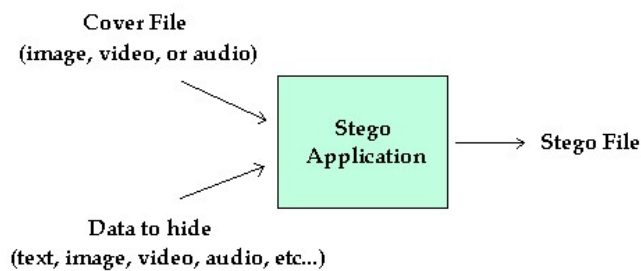 Cover File
(image, video, or audio)
Stego
Application
Stego File
Data to hide
(text, image, video, audio, etc...)